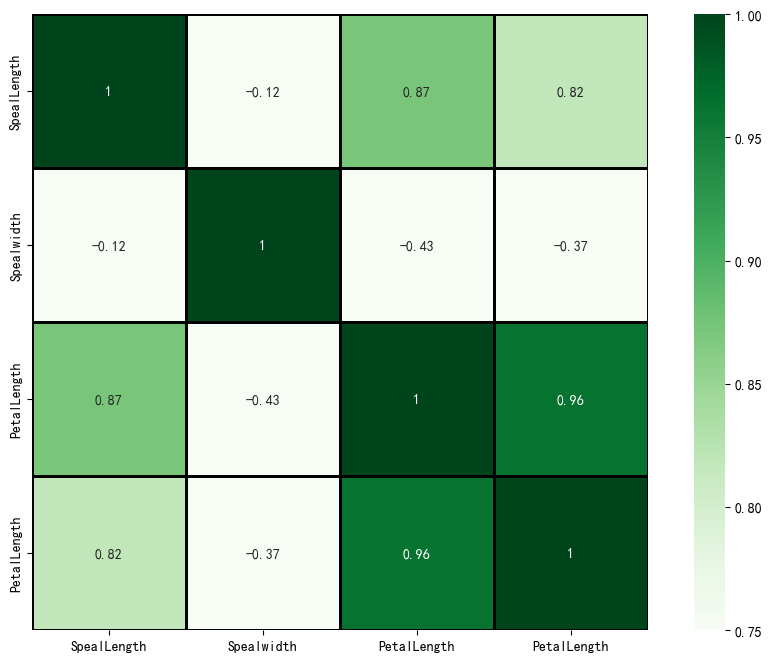 1.00
SpealLength
1
-0.12
0.87
0.82
0.95
Spealwidth
-0.12
1
-0.43
-0.37
0.90
0.85
PetalLength
0.87
-0.43
1
0.96
0.80
PetalLength
0.82
-0.37
0.96
1
0.75
SpealLength
Spealwidth
PetalLength
PetalLength